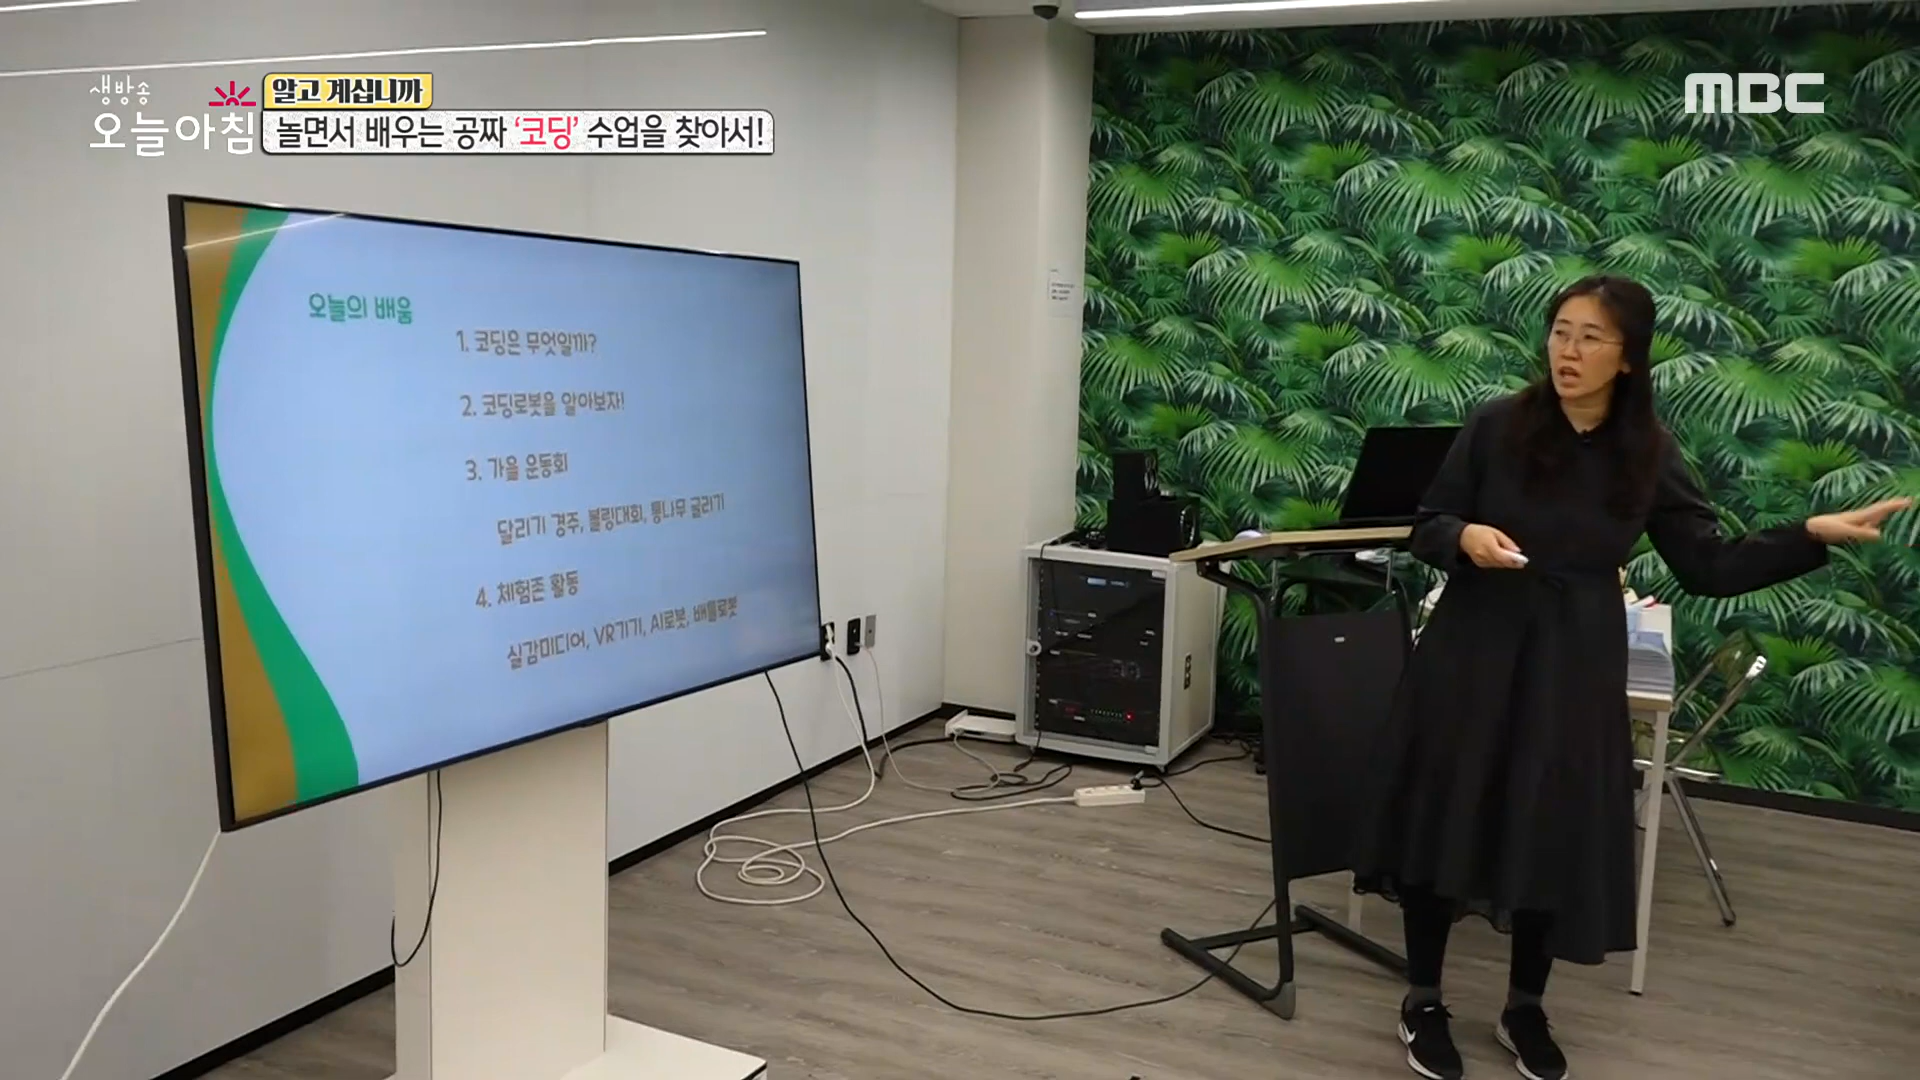 생방송
오늘아침
알고 계십니까
놀면서 배우는 공짜 ‘코딩’ 수업을 찾아서!
MBC
오늘의 배움
1. 코딩은 무엇일까?
2. 코딩로봇을 알아보자!
3. 가을 운동회
달리기 경주, 볼링대회, 통나무 굴리기
4. 체험존 활동
실감미디어, VR기기, AI로봇, 배틀로봇